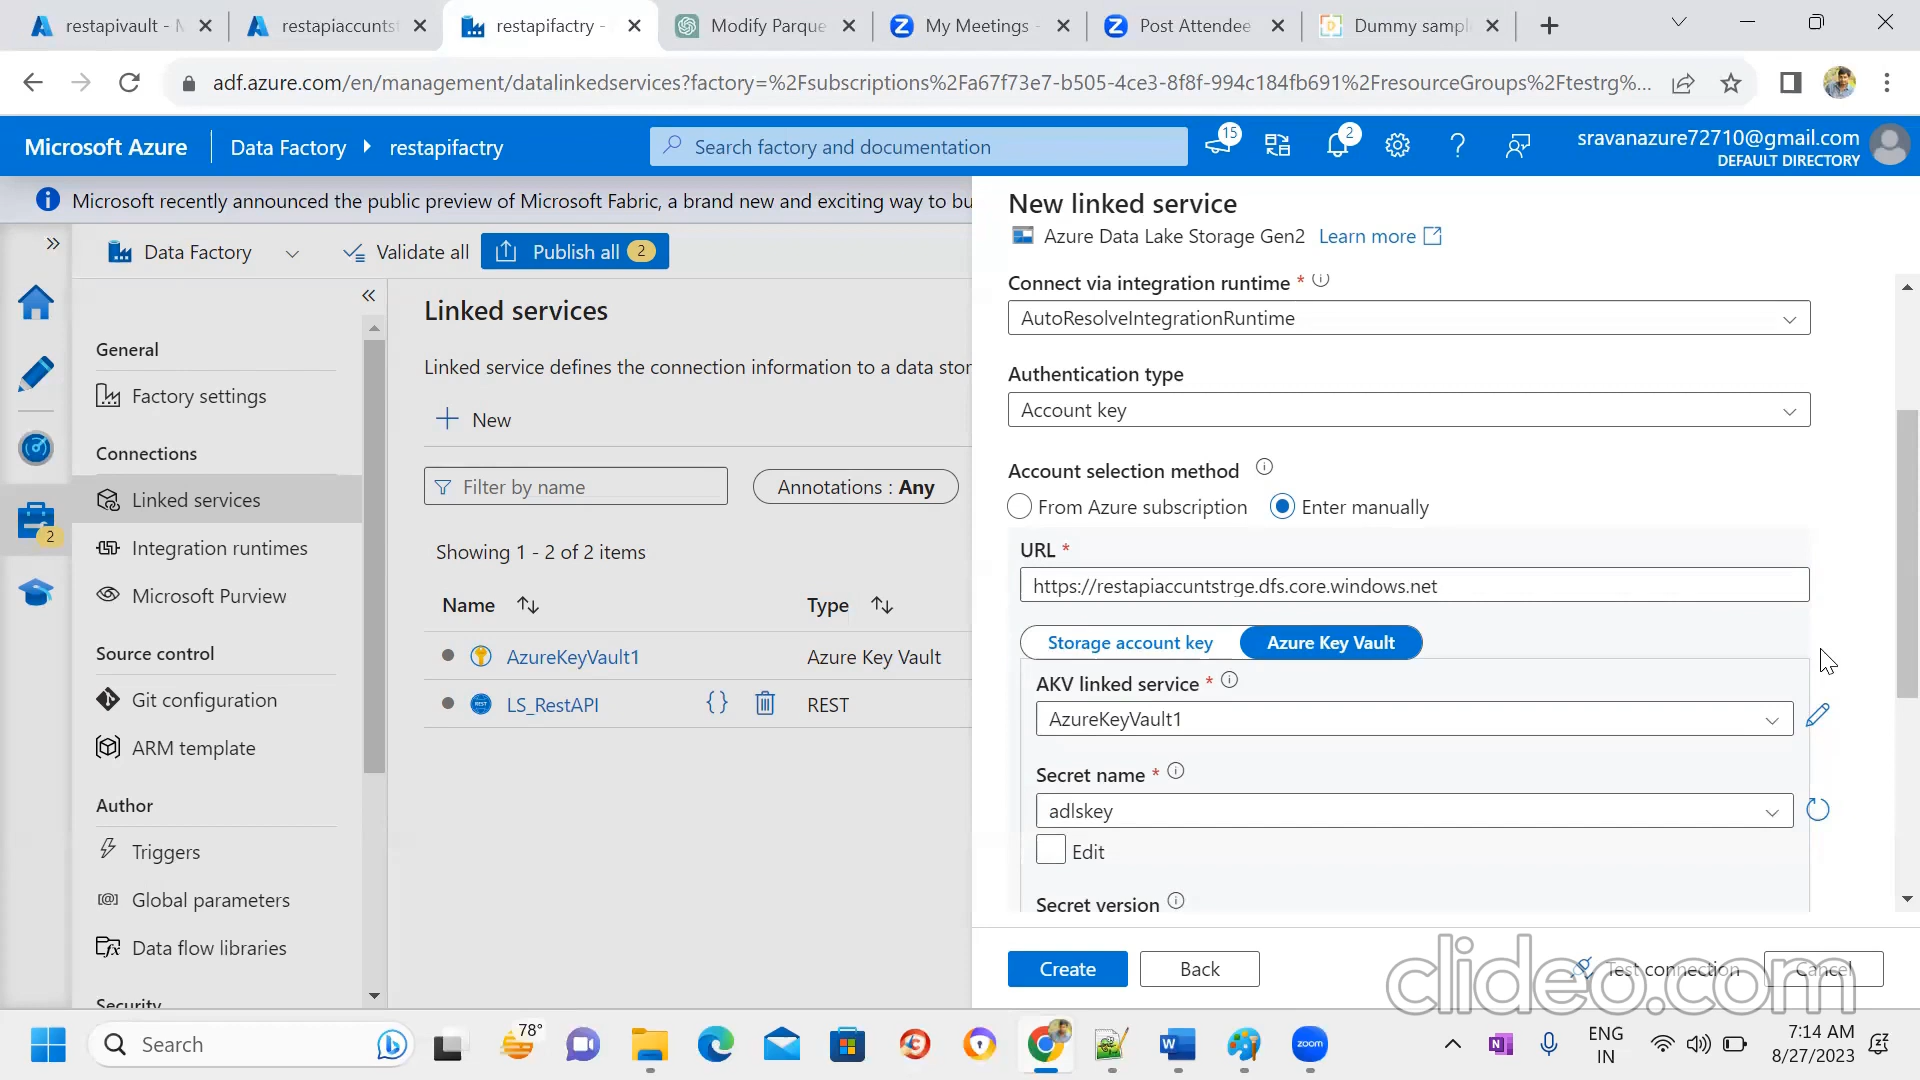 restapivault - M
restapiaccuntst
restapifactry -
Modify Parque
My Meetings -
Post Attendee
Dummy sampl
adf.azure.com/en/management/datalinkedservices?factory=%2Fsubscriptions%2Fa67f73e7-b505-4ce3-8f8f-994c184fb691%2FresourceGroups%2Ftestrg%...
Microsoft Azure
Data Factory
restapifactry
Search factory and documentation
15
2
sravanazure72710@gmail.com
DEFAULT DIRECTORY
Microsoft recently announced the public preview of Microsoft Fabric, a brand new and exciting way to bu
Data Factory
Validate all
Publish all 2
General
Factory settings
Connections
Linked services
Integration runtimes
Microsoft Purview
Source control
Git configuration
ARM template
Author
Triggers
Global parameters
Data flow libraries
Security
2
Linked services
Linked service defines the connection information to a data stor
New
Filter by name
Annotations : Any
Showing 1 - 2 of 2 items
Name
Type
AzureKeyVault1
Azure Key Vault
LS_RestAPI
{}
REST
New linked service
Azure Data Lake Storage Gen2 Learn more
Connect via integration runtime *
AutoResolveIntegrationRuntime
Authentication type
Account key
Account selection method
From Azure subscription
Enter manually
URL *
https://restapiaccuntstrge.dfs.core.windows.net
Storage account key
Azure Key Vault
AKV linked service *
AzureKeyVault1
Secret name *
adlskey
Edit
Secret version
Create
Back
Test connection
Cancel
clideo.com
Search
78°
zoom
ENG
IN
7:14 AM
8/27/2023